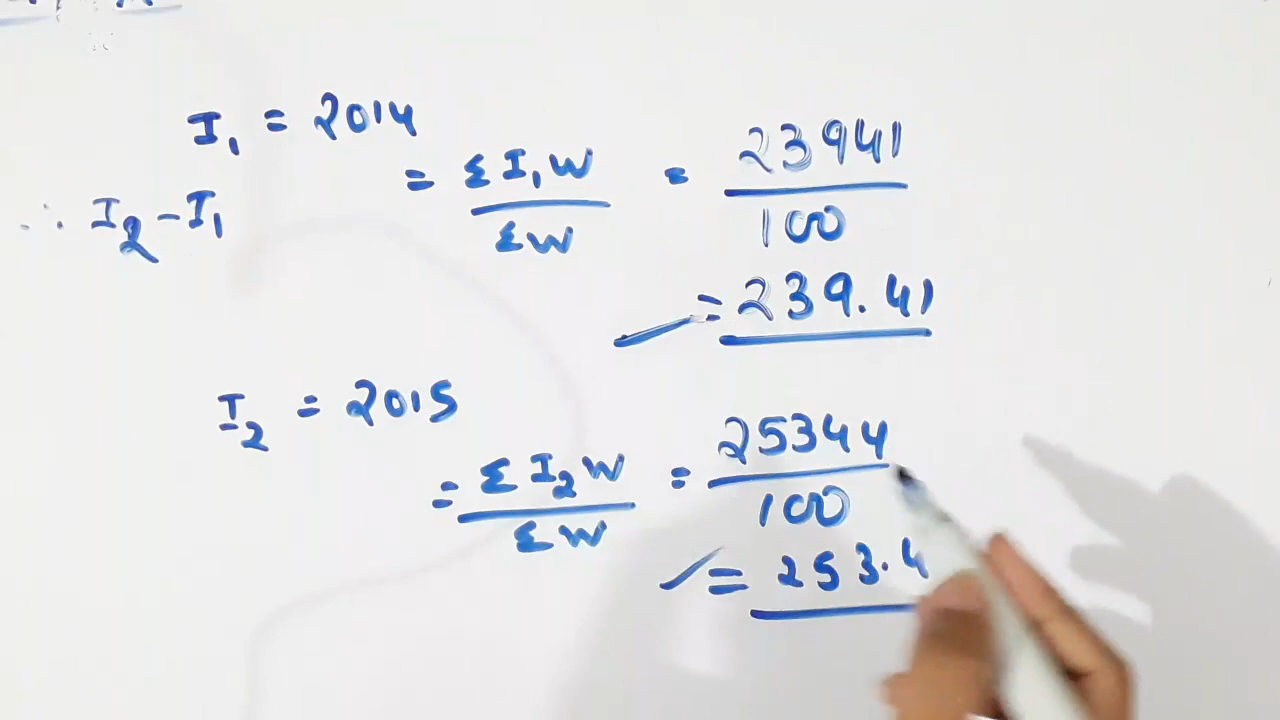 I₁ = 2014
= ΣI₁W / ΣW = 23941 / 100
∴ I₂ - I₁
= 239.41
I₂ = 2015
= ΣI₂W / ΣW = 25344 / 100
= 253.4